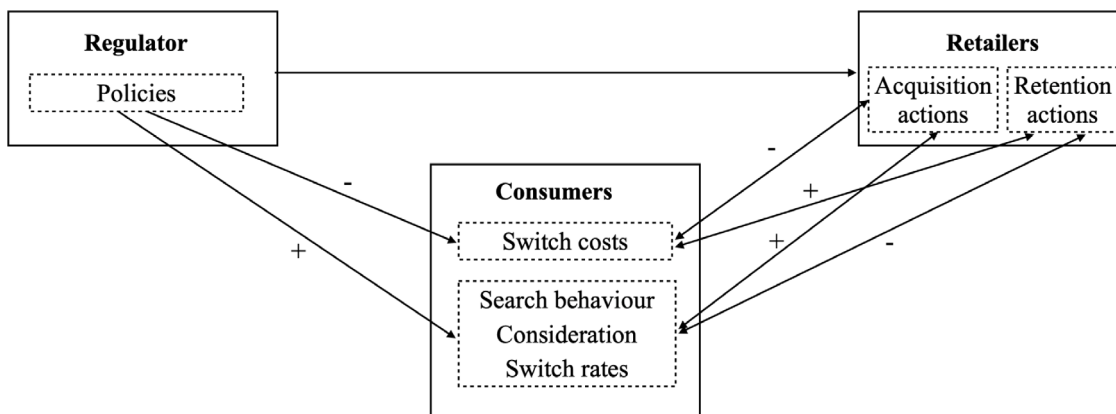 Regulator
Policies
Retailers
Acquisition
actions
Retention
actions
-
-
+
+
+
-
Consumers
Switch costs
Search behaviour
Consideration
Switch rates